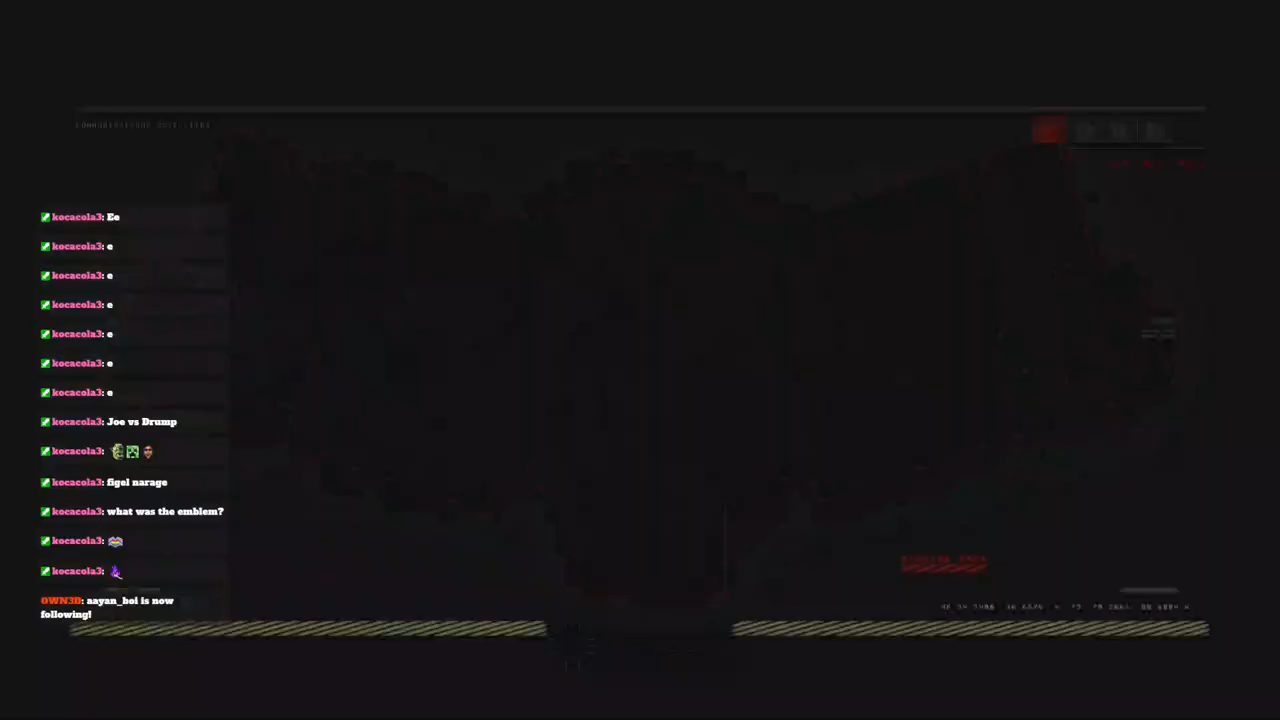 kocacola3: Ee
kocacola3: e
kocacola3: e
kocacola3: e
kocacola3: e
kocacola3: e
kocacola3: e
kocacola3: Joe vs Drump
kocacola3:
kocacola3: figel narage
kocacola3: what was the emblem?
kocacola3:
kocacola3:
OWN3D: aayan_boi is now
following!